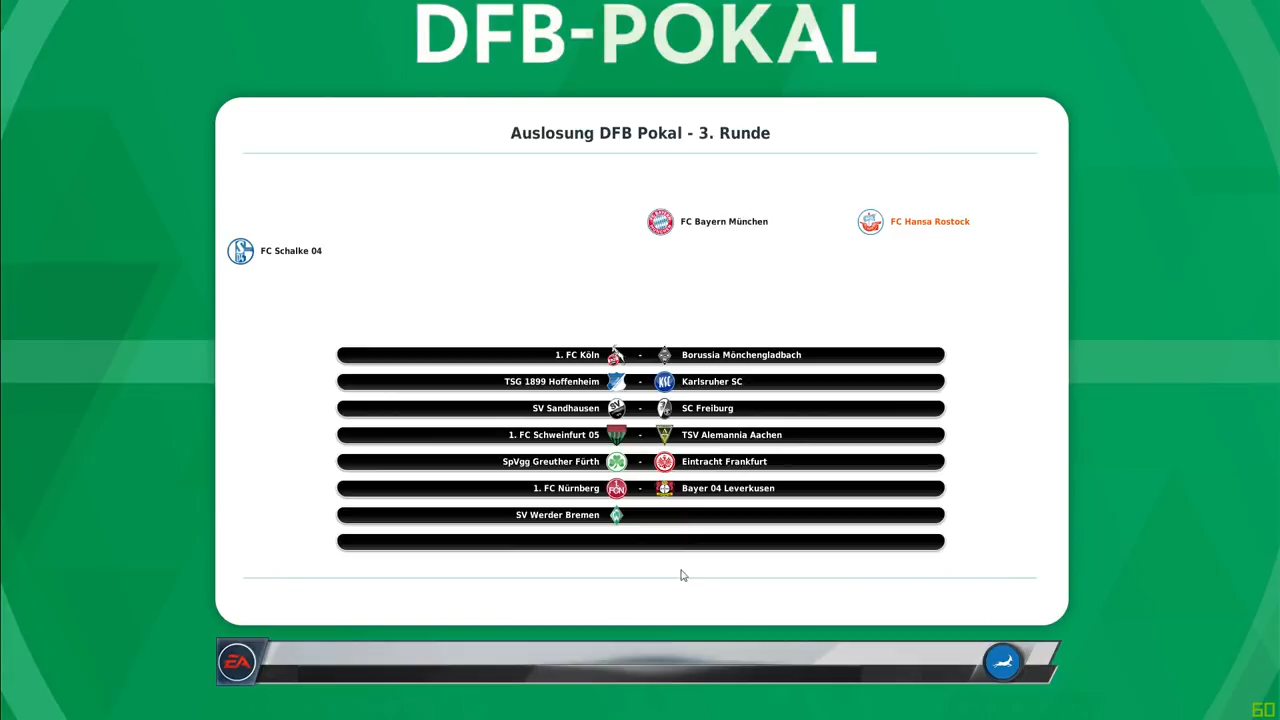 DFB-POKAL
Auslosung DFB Pokal - 3. Runde
FC Bayern München
FC Hansa Rostock
FC Schalke 04
1. FC Köln - Borussia Mönchengladbach
TSG 1899 Hoffenheim - KSC Karlsruher SC
SV Sandhausen - SC Freiburg
1. FC Schweinfurt 05 - TSV Alemannia Aachen
SpVgg Greuther Fürth - Eintracht Frankfurt
1. FC Nürnberg - Bayer 04 Leverkusen
SV Werder Bremen
EA
60